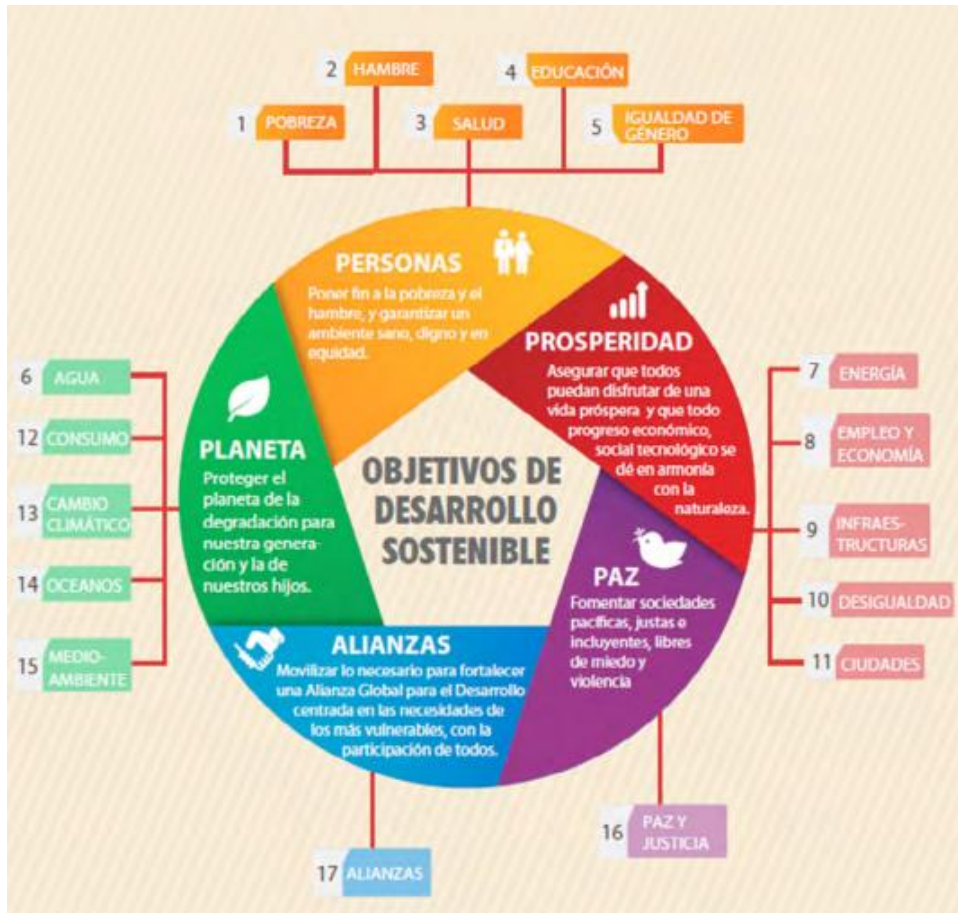 2 HAMBRE
4 EDUCACIÓN
1 POBREZA
3 SALUD
5 IGUALDAD DE
GÉNERO
PERSONAS
Poner fin a la pobreza y el
hambre, y garantizar un
ambiente sano, digno y en
equidad.
PROSPERIDAD
Asegurar que todos
puedan disfrutar de una
vida próspera y que todo
progreso económico,
social tecnológico se
dé en armonía
con la
naturaleza.
7 ENERGÍA
8 EMPLEO Y
ECONOMÍA
9 INFRAES-
TRUCTURAS
10 DESIGUALDAD
11 CIUDADES
6 AGUA
12 CONSUMO
13 CAMBIO
CLIMÁTICO
14 OCEANOS
15 MEDIO-
AMBIENTE
PLANETA
Proteger el
planeta de la
degradación para
nuestra genera-
ción y la de
nuestros hijos.
OBJETIVOS DE
DESARROLLO
SOSTENIBLE
PAZ
Fomentar sociedades
pacíficas, justas e
incluyentes, libres
de miedo y
violencia
ALIANZAS
Movilizar lo necesario para fortalecer
una Alianza Global para el Desarrollo
centrada en las necesidades de
los más vulnerables, con la
participación de todos.
16 PAZ Y
JUSTICIA
17 ALIANZAS